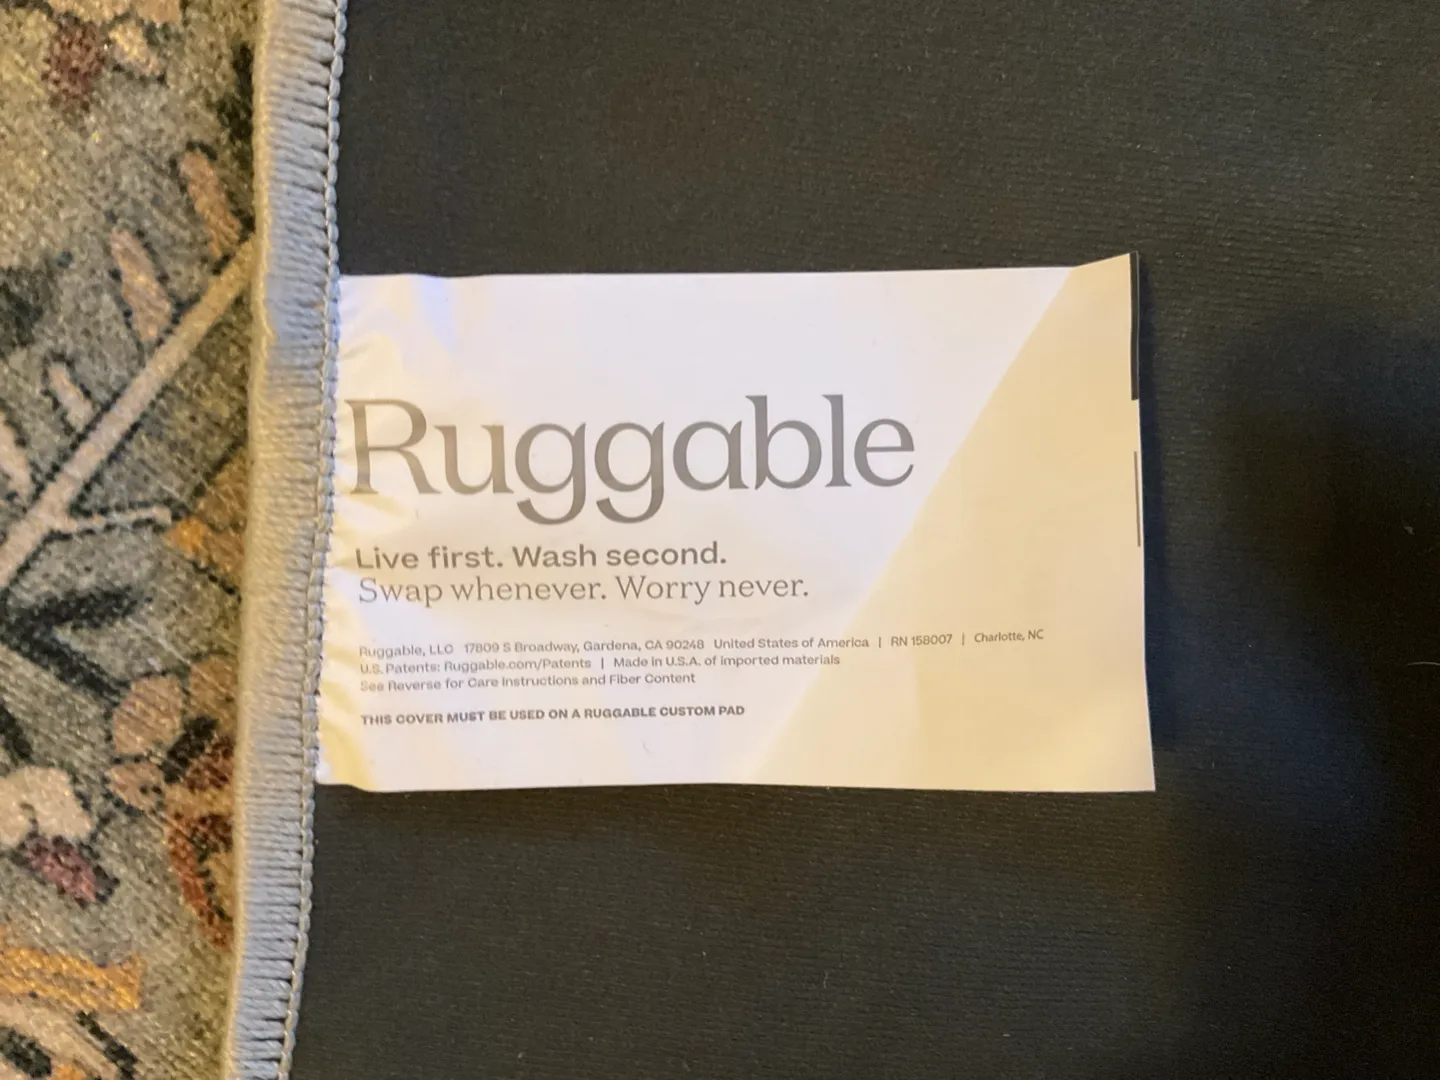 Ruggable
Live first. Wash second.
Swap whenever. Worry never.
Ruggable, LLC 17809 S Broadway, Gardena, CA 90248 United States of America | RN 158007 | Charlotte, NC
U.S. Patents: Ruggable.com/Patents | Made in U.S.A. of imported materials
See Reverse for Care Instructions and Fiber Content
THIS COVER MUST BE USED ON A RUGGABLE CUSTOM PAD